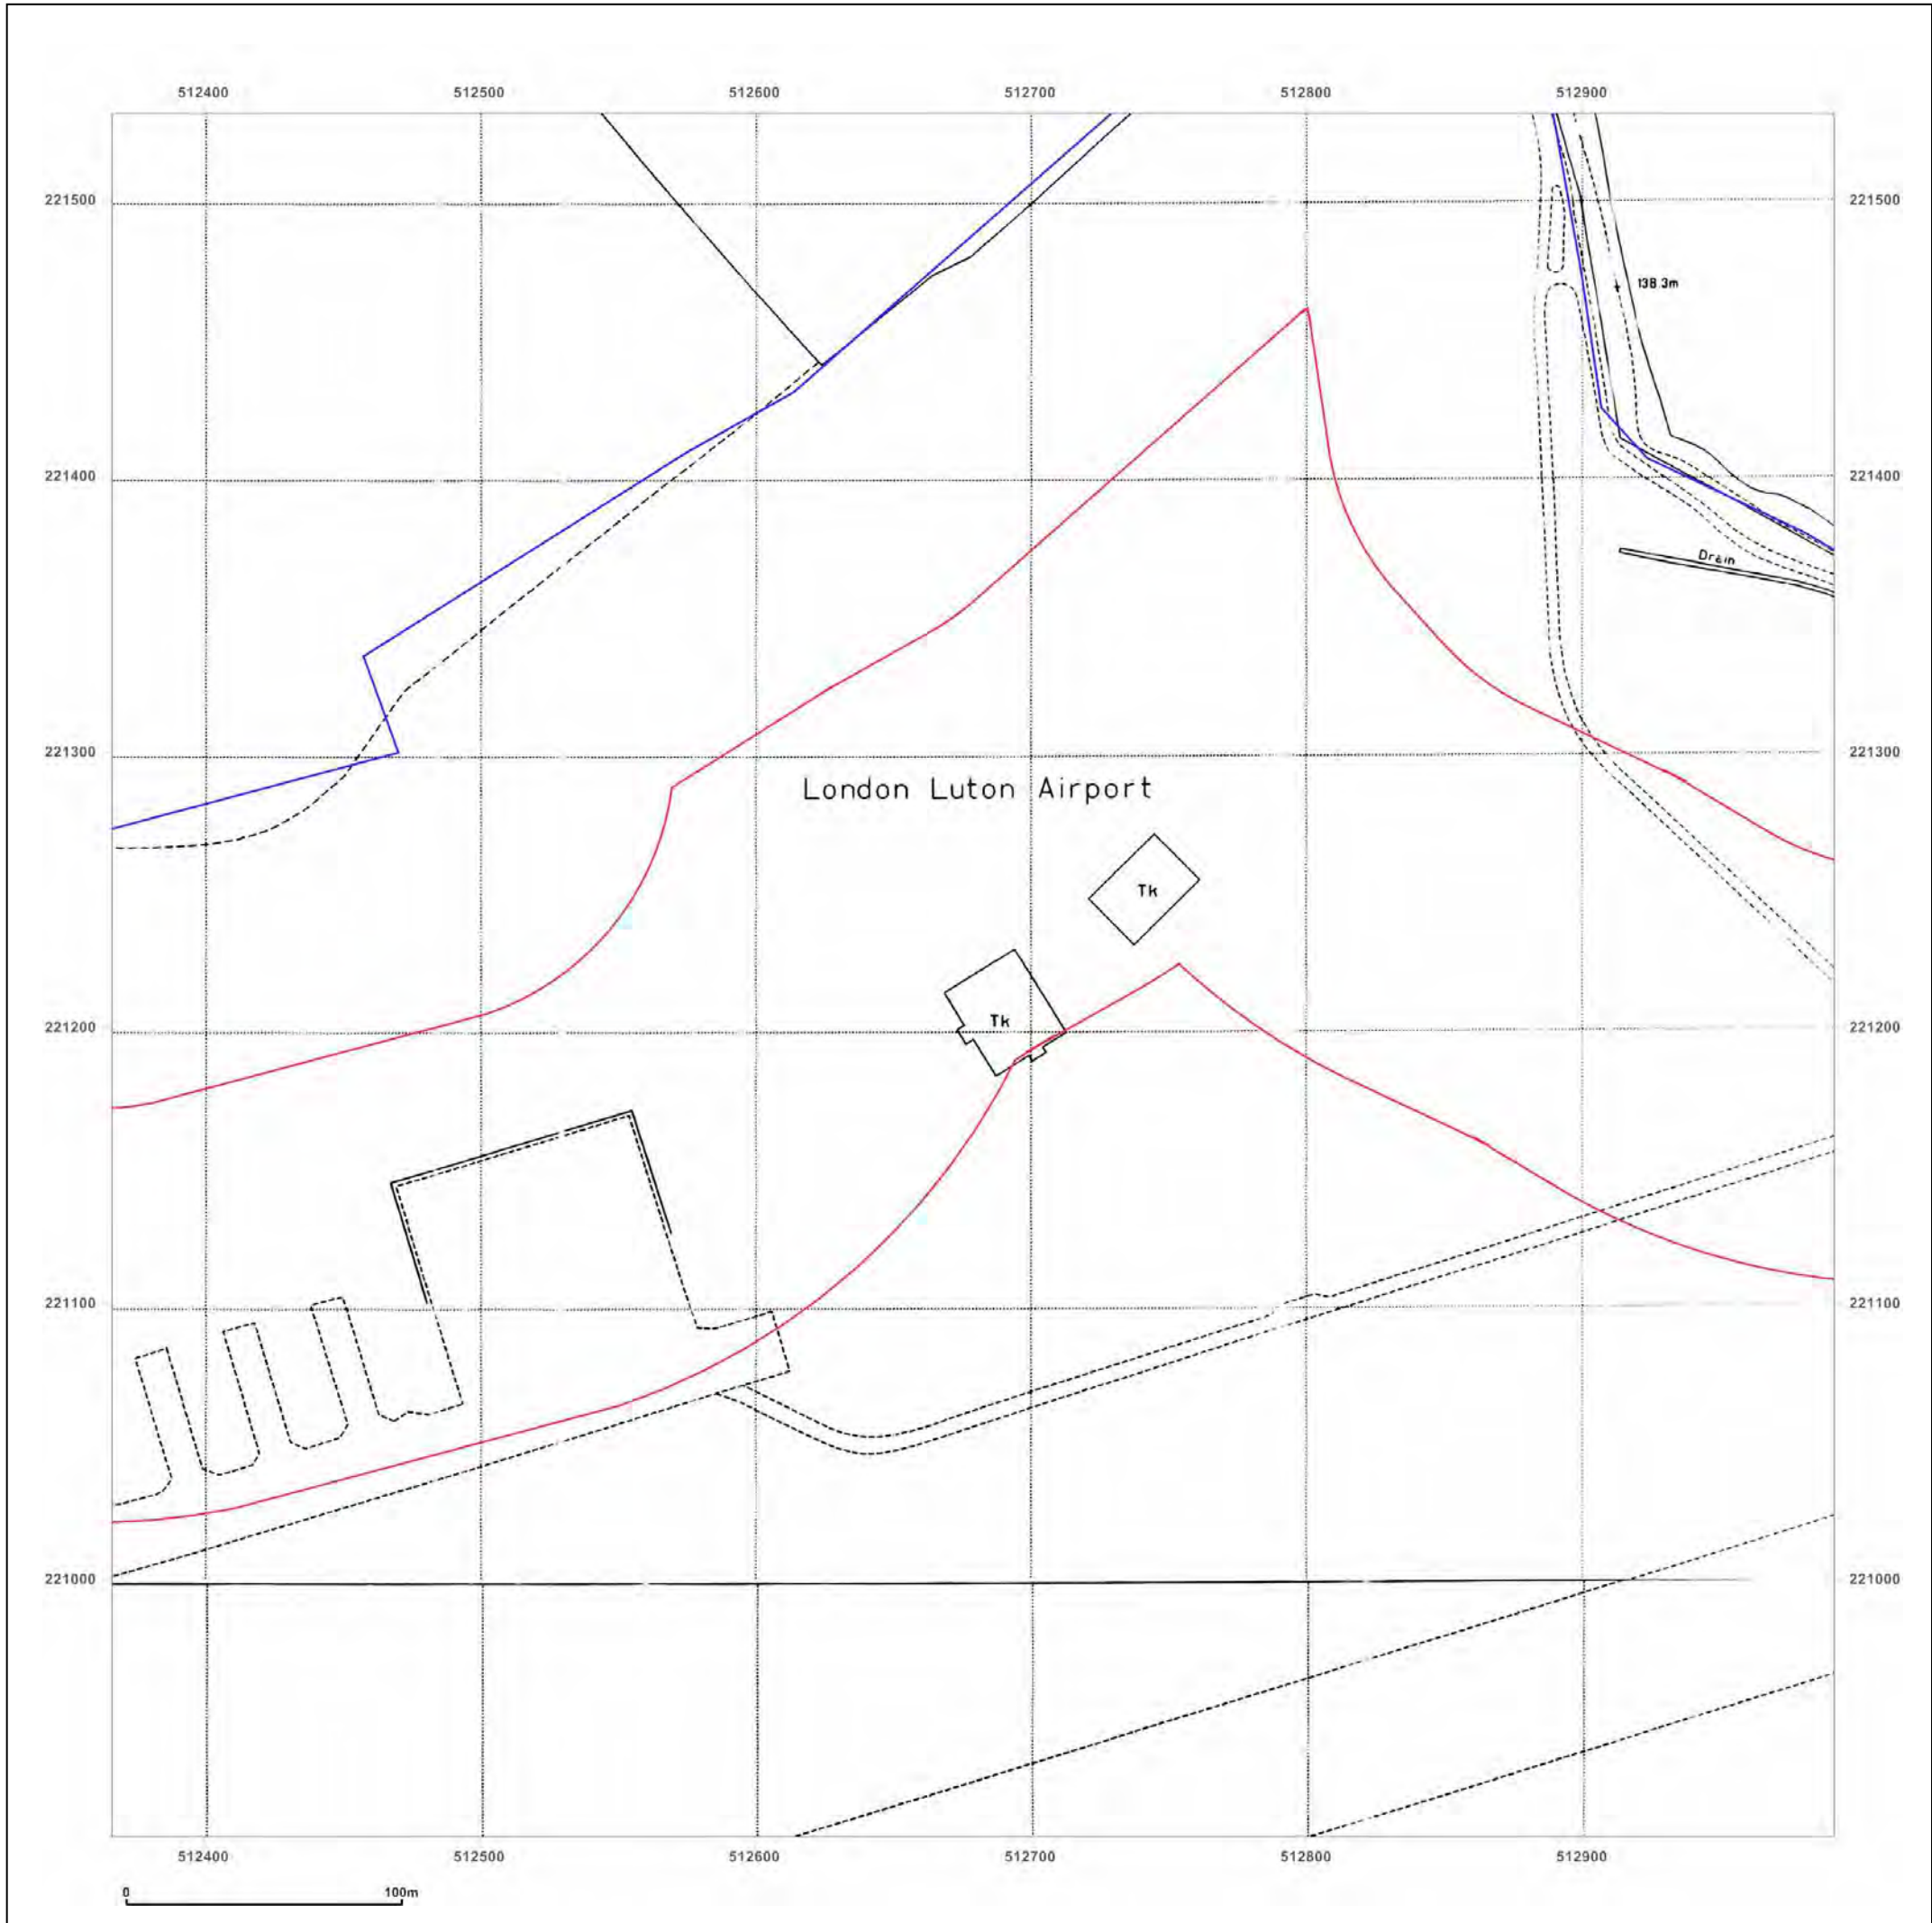 512400 512500 512600 512700 512800 512900
221500 221500
138.3m
221400 221400
Drain
221300 221300
London Luton Airport
Tk
Tk
221200 221200
221100 221100
221000 221000
512400 512500 512600 512700 512800 512900
0 100m